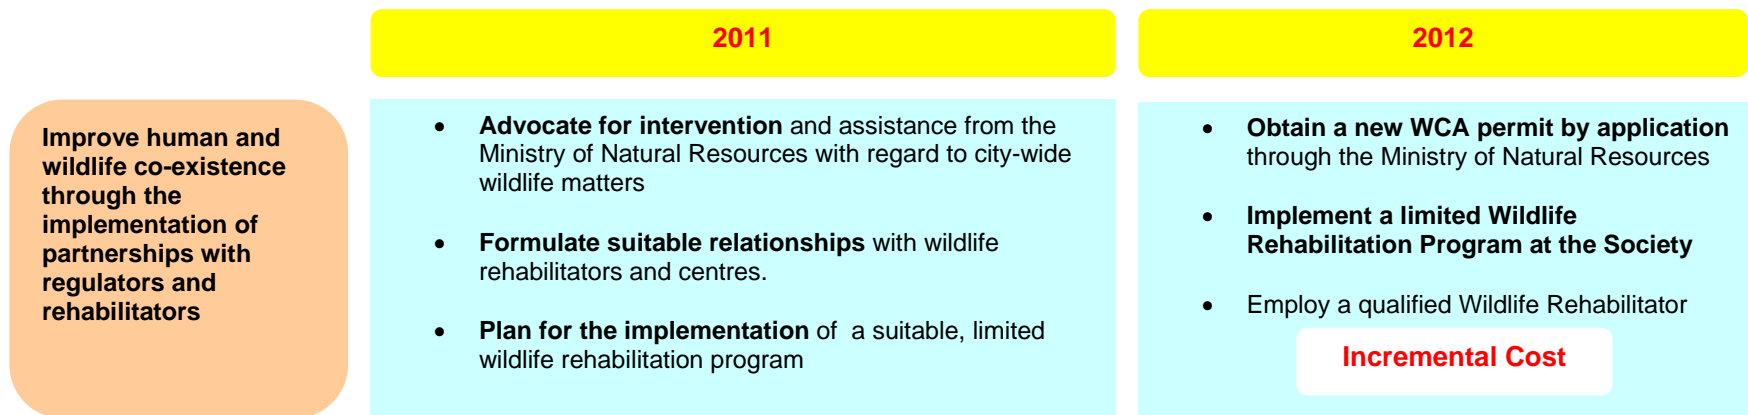 2011
2012
Improve human and
wildlife co-existence
through the
implementation of
partnerships with
regulators and
rehabilitators
• Advocate for intervention and assistance from the
Ministry of Natural Resources with regard to city-wide
wildlife matters
• Formulate suitable relationships with wildlife
rehabilitators and centres.
• Plan for the implementation of a suitable, limited
wildlife rehabilitation program
• Obtain a new WCA permit by application
through the Ministry of Natural Resources
• Implement a limited Wildlife
Rehabilitation Program at the Society
• Employ a qualified Wildlife Rehabilitator
Incremental Cost